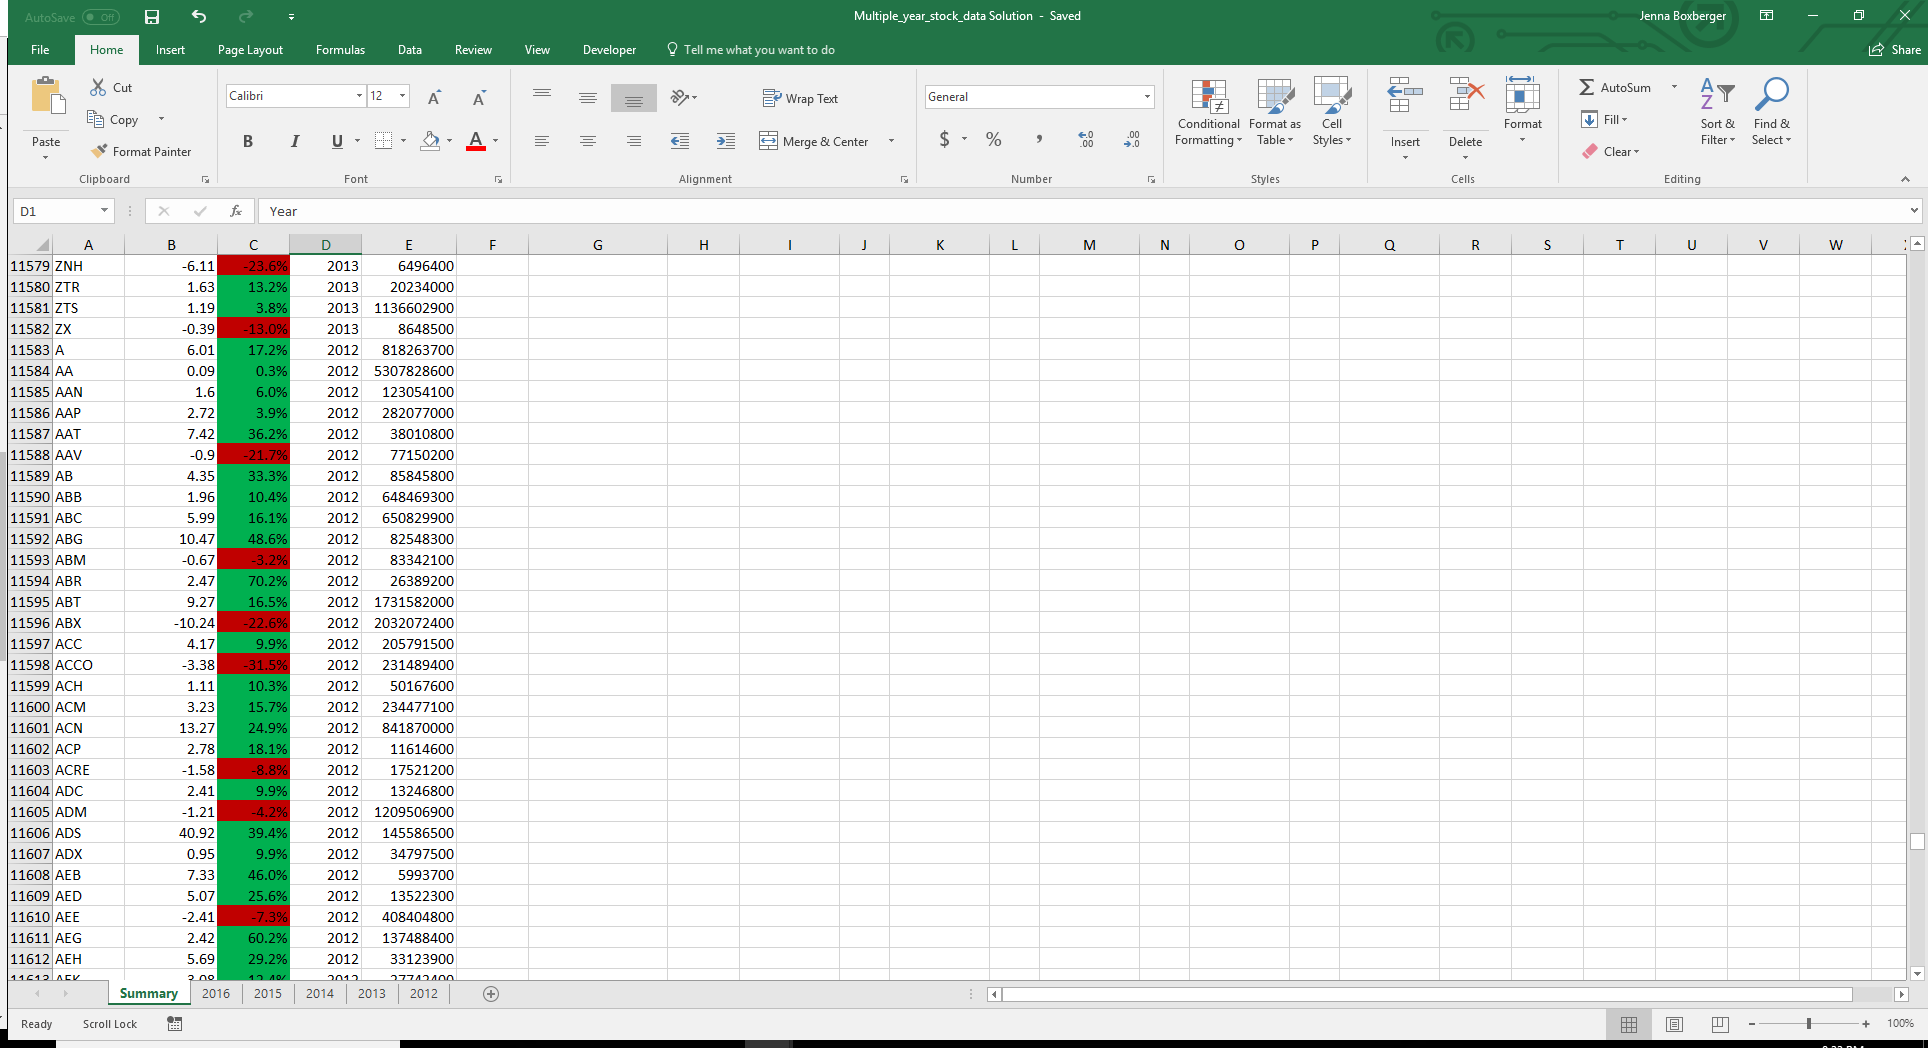 AutoSave Off Multiple_year_stock_data Solution - Saved Jenna Boxberger
File Home Insert Page Layout Formulas Data Review View Developer Tell me what you want to do Share
Paste Cut Copy Format Painter Clipboard
Calibri 12 B I U A Font
Wrap Text Merge & Center Alignment
General $ % , Number
Conditional Formatting Format as Table Cell Styles Styles
Insert Delete Format Cells
AutoSum Fill Clear Sort & Filter Find & Select Editing
D1 fx Year
A B C D E F G H I J K L M N O P Q R S T U V W
11579 ZNH -6.11 -23.6% 2013 6496400
11580 ZTR 1.63 13.2% 2013 20234000
11581 ZTS 1.19 3.8% 2013 1136602900
11582 ZX -0.39 -13.0% 2013 8648500
11583 A 6.01 17.2% 2012 818263700
11584 AA 0.09 0.3% 2012 5307828600
11585 AAN 1.6 6.0% 2012 123054100
11586 AAP 2.72 3.9% 2012 282077000
11587 AAT 7.42 36.2% 2012 38010800
11588 AAV -0.9 -21.7% 2012 77150200
11589 AB 4.35 33.3% 2012 85845800
11590 ABB 1.96 10.4% 2012 648469300
11591 ABC 5.99 16.1% 2012 650829900
11592 ABG 10.47 48.6% 2012 82548300
11593 ABM -0.67 -3.2% 2012 83342100
11594 ABR 2.47 70.2% 2012 26389200
11595 ABT 9.27 16.5% 2012 1731582000
11596 ABX -10.24 -22.6% 2012 2032072400
11597 ACC 4.17 9.9% 2012 205791500
11598 ACCO -3.38 -31.5% 2012 231489400
11599 ACH 1.11 10.3% 2012 50167600
11600 ACM 3.23 15.7% 2012 234477100
11601 ACN 13.27 24.9% 2012 841870000
11602 ACP 2.78 18.1% 2012 11614600
11603 ACRE -1.58 -8.8% 2012 17521200
11604 ADC 2.41 9.9% 2012 13246800
11605 ADM -1.21 -4.2% 2012 1209506900
11606 ADS 40.92 39.4% 2012 145586500
11607 ADX 0.95 9.9% 2012 34797500
11608 AEB 7.33 46.0% 2012 5993700
11609 AED 5.07 25.6% 2012 13522300
11610 AEE -2.41 -7.3% 2012 408404800
11611 AEG 2.42 60.2% 2012 137488400
11612 AEH 5.69 29.2% 2012 33123900
11613 AEK 3.08 12.4% 2012 27742400
Summary 2016 2015 2014 2013 2012
Ready Scroll Lock 100%